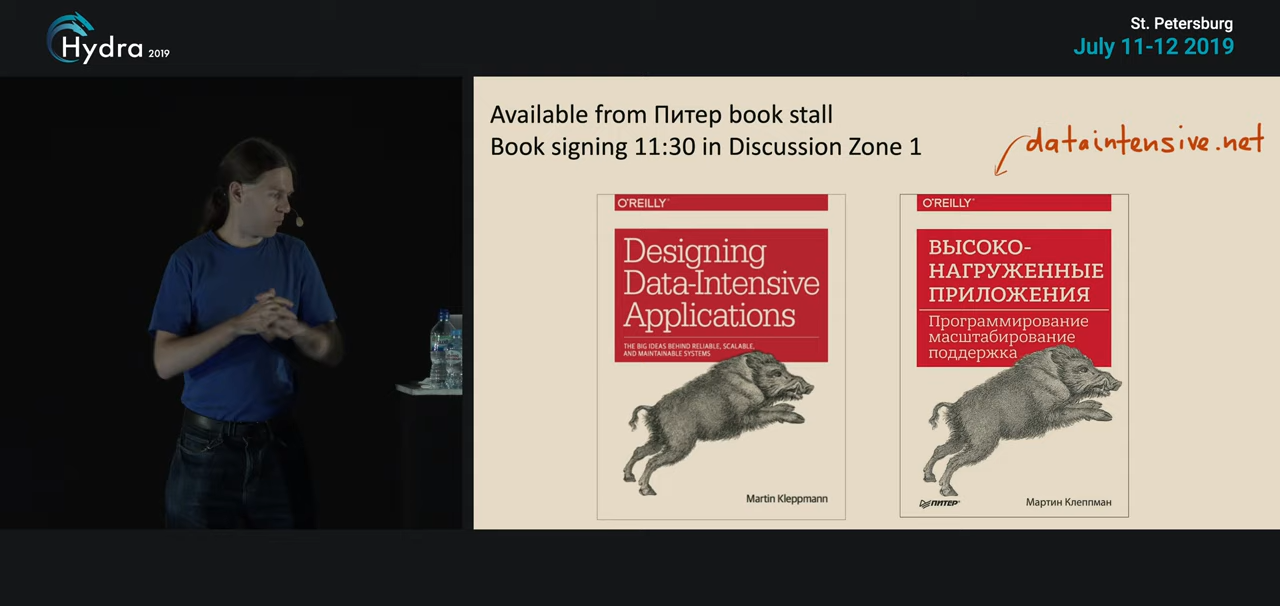 Hydra 2019
St. Petersburg
July 11-12 2019
Available from Питер book stall
Book signing 11:30 in Discussion Zone 1
dataintensive.net
O'REILLY
Designing
Data-Intensive
Applications
THE BIG IDEAS BEHIND RELIABLE, SCALABLE,
AND MAINTAINABLE SYSTEMS
Martin Kleppmann
O'REILLY
ВЫСОКО-
НАГРУЖЕННЫЕ
ПРИЛОЖЕНИЯ
Программирование
масштабирование
поддержка
ПИТЕР
Мартин Клеппман